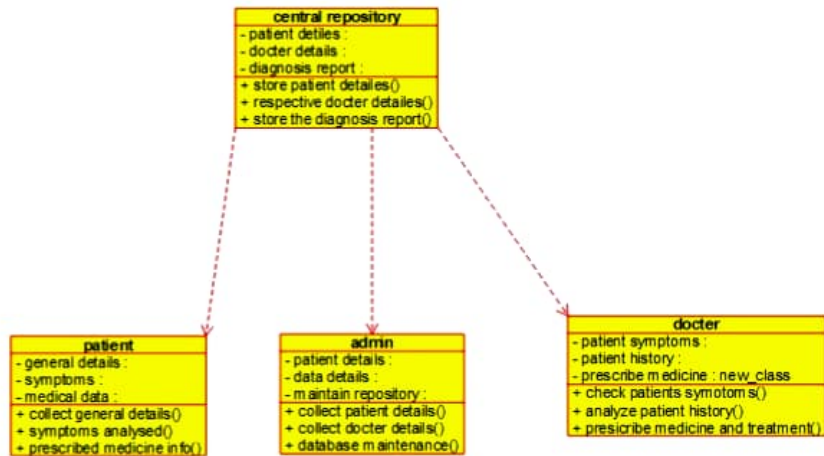 central repository
- patient detiles :
- docter details :
- diagnosis report :
+ store patient detailes()
+ respective docter detailes()
+ store the diagnosis report()
patient
- general details :
- symptoms :
- medical data :
+ collect general details()
+ symptoms analysed()
+ prescribed medicine info()
admin
- patient details :
- data details :
- maintain repository :
+ collect patient details()
+ collect docter details()
+ database maintenance()
docter
- patient symptoms :
- patient history :
- prescribe medicine : new_class
+ check patients symotoms()
+ analyze patient history()
+ presicribe medicine and treatment()